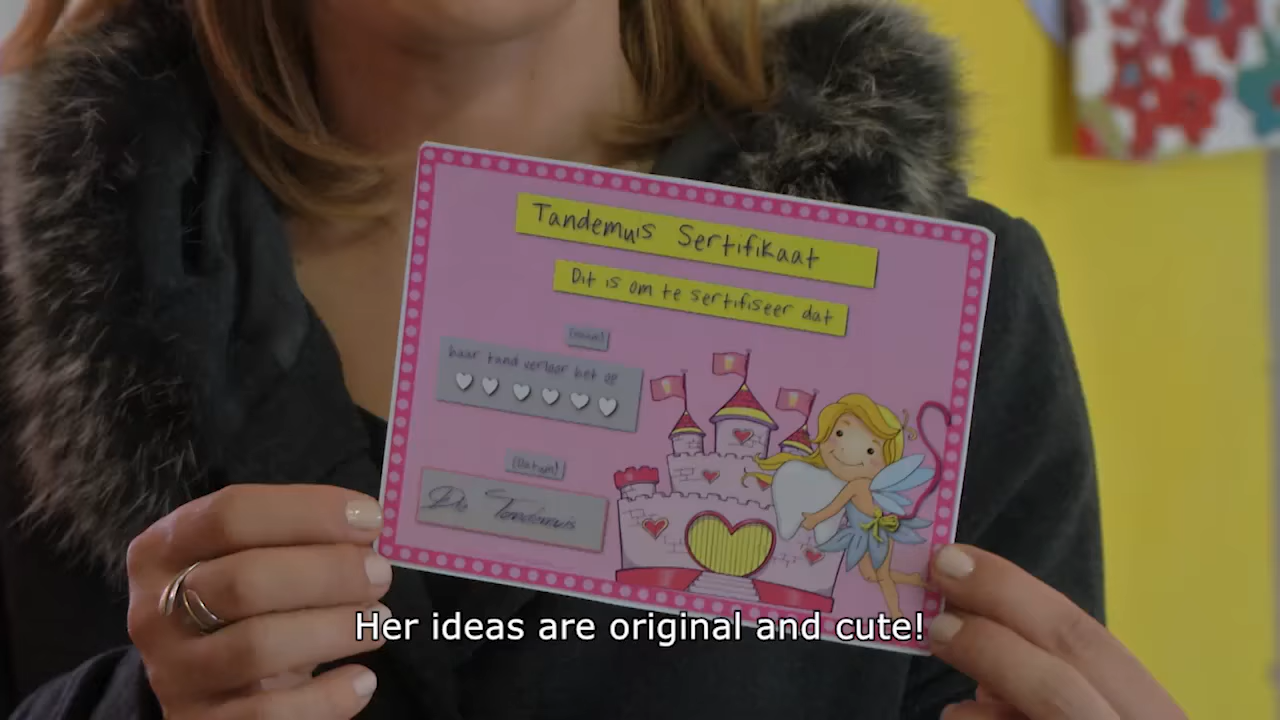 Tandemuis Sertifikaat
Dit is om te sertifiseer dat
haar tand verloor het op
(Datum)
Die Tandemuis
Her ideas are original and cute!